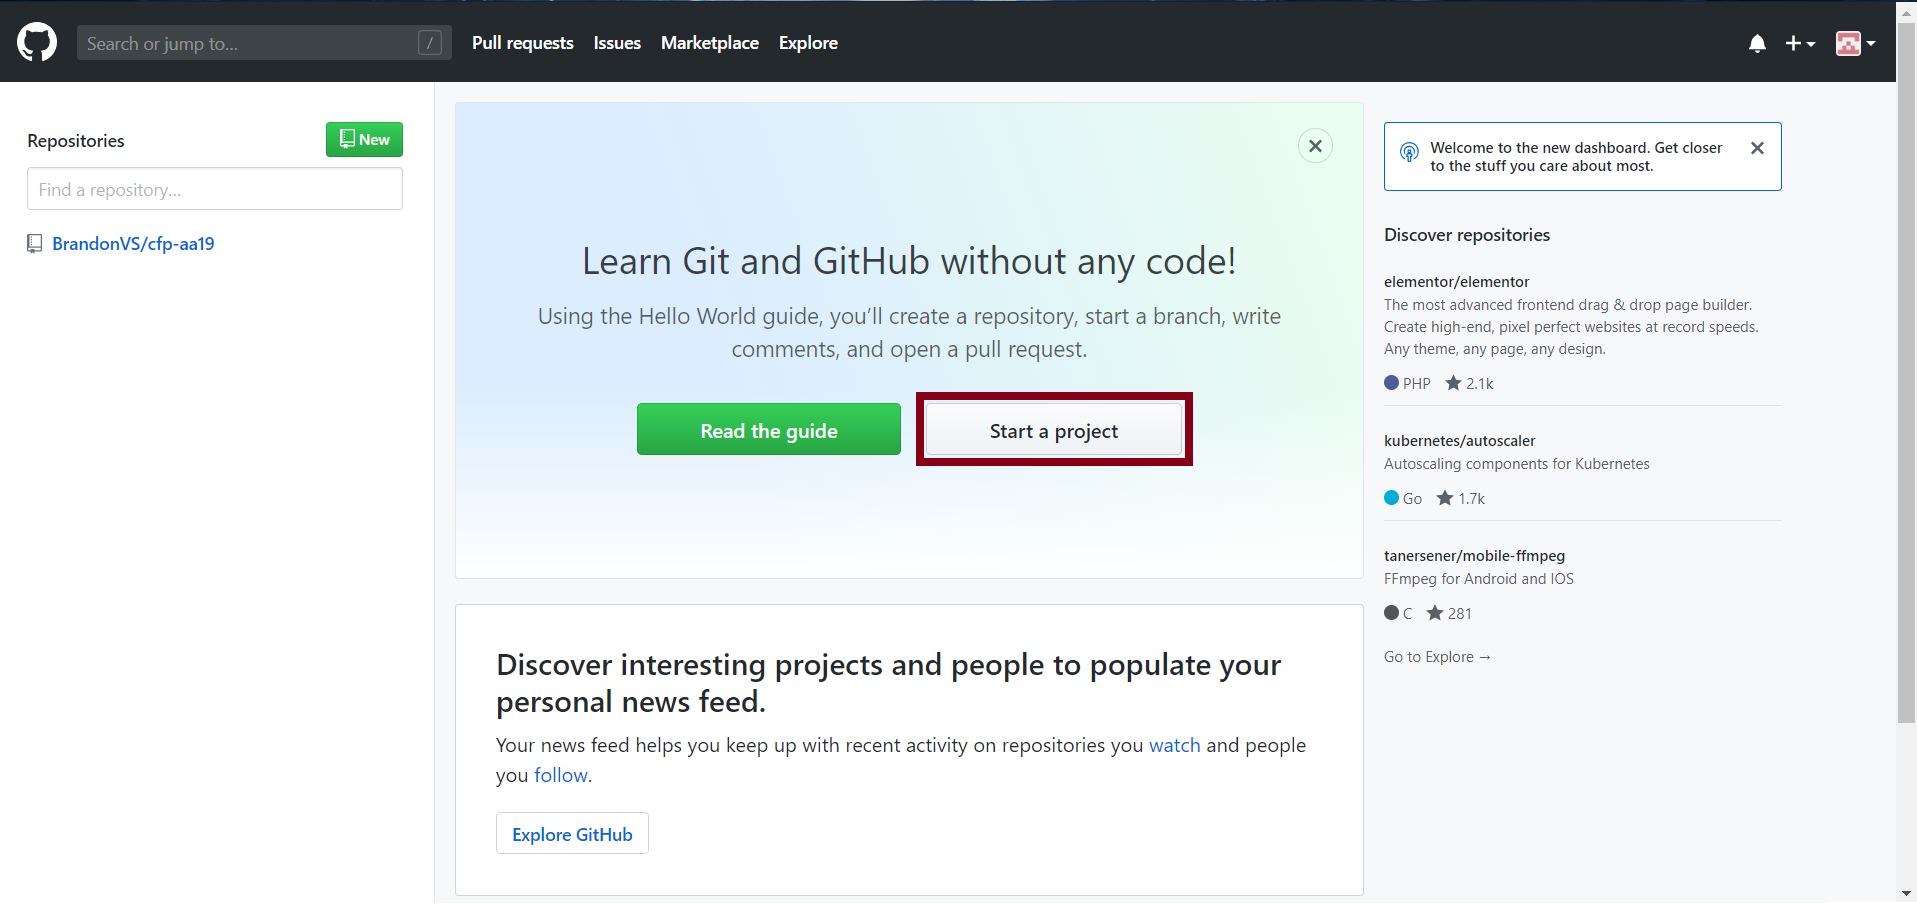 Search or jump to... /
Pull requests Issues Marketplace Explore
Repositories
New
Find a repository...
BrandonVS/cfp-aa19
Learn Git and GitHub without any code!
Using the Hello World guide, you’ll create a repository, start a branch, write
comments, and open a pull request.
Read the guide
Start a project
Discover interesting projects and people to populate your
personal news feed.
Your news feed helps you keep up with recent activity on repositories you watch and people
you follow.
Explore GitHub
Welcome to the new dashboard. Get closer
to the stuff you care about most.
Discover repositories
elementor/elementor
The most advanced frontend drag & drop page builder.
Create high-end, pixel perfect websites at record speeds.
Any theme, any page, any design.
PHP 2.1k
kubernetes/autoscaler
Autoscaling components for Kubernetes
Go 1.7k
tanersener/mobile-ffmpeg
FFmpeg for Android and IOS
C 281
Go to Explore →